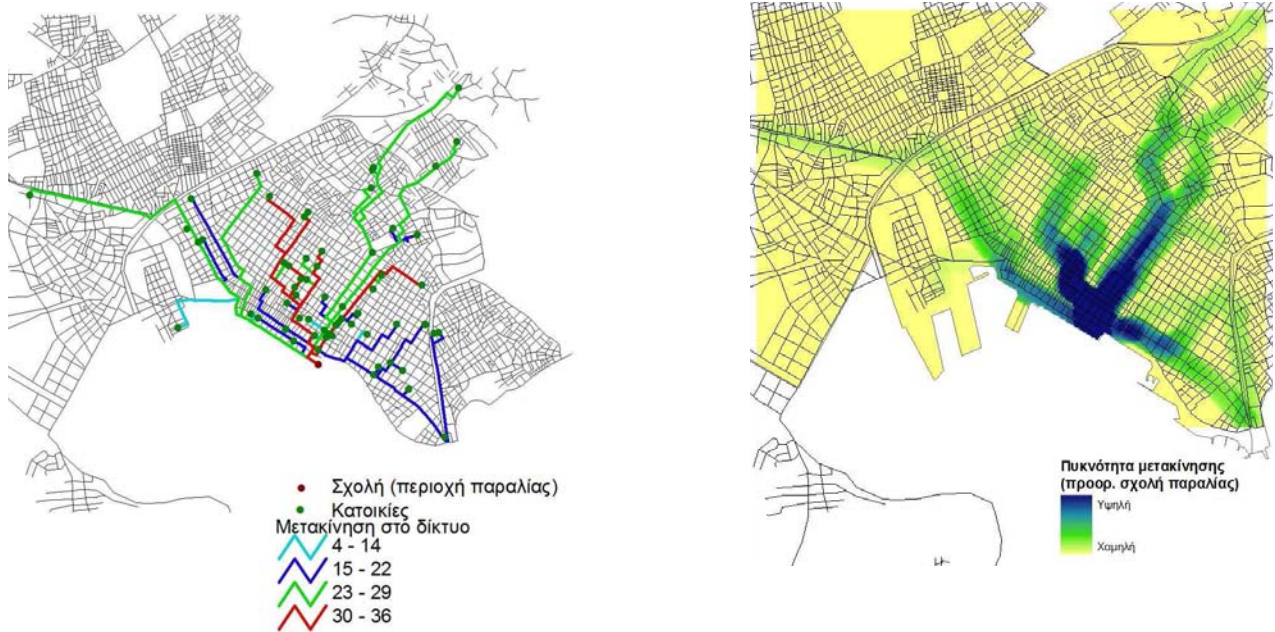 Σχολή (περιοχή παραλίας)
Κατοικίες
Μετακίνηση στο δίκτυο
4 - 14
15 - 22
23 - 29
30 - 36
Πυκνότητα μετακίνησης
(προορ. σχολή παραλίας)
Υψηλή
Χαμηλή